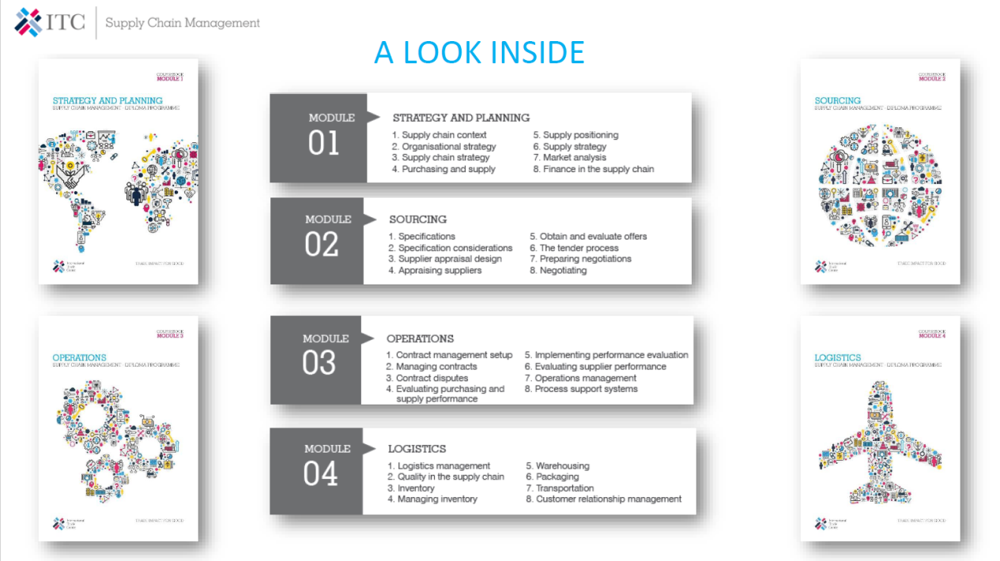 ITC
Supply Chain Management
A LOOK INSIDE
COURSEBOOK
MODULE 1
STRATEGY AND PLANNING
SUPPLY CHAIN MANAGEMENT - DIPLOMA PROGRAMME
International
Trade
Centre
TRADE IMPACT FOR GOOD
MODULE
01
STRATEGY AND PLANNING
1. Supply chain context
2. Organisational strategy
3. Supply chain strategy
4. Purchasing and supply
5. Supply positioning
6. Supply strategy
7. Market analysis
8. Finance in the supply chain
MODULE
02
SOURCING
1. Specifications
2. Specification considerations
3. Supplier appraisal design
4. Appraising suppliers
5. Obtain and evaluate offers
6. The tender process
7. Preparing negotiations
8. Negotiating
COURSEBOOK
MODULE 2
SOURCING
SUPPLY CHAIN MANAGEMENT - DIPLOMA PROGRAMME
International
Trade
Centre
TRADE IMPACT FOR GOOD
COURSEBOOK
MODULE 3
OPERATIONS
SUPPLY CHAIN MANAGEMENT - DIPLOMA PROGRAMME
International
Trade
Centre
TRADE IMPACT FOR GOOD
MODULE
03
OPERATIONS
1. Contract management setup
2. Managing contracts
3. Contract disputes
4. Evaluating purchasing and
supply performance
5. Implementing performance evaluation
6. Evaluating supplier performance
7. Operations management
8. Process support systems
MODULE
04
LOGISTICS
1. Logistics management
2. Quality in the supply chain
3. Inventory
4. Managing inventory
5. Warehousing
6. Packaging
7. Transportation
8. Customer relationship management
COURSEBOOK
MODULE 4
LOGISTICS
SUPPLY CHAIN MANAGEMENT - DIPLOMA PROGRAMME
International
Trade
Centre
TRADE IMPACT FOR GOOD